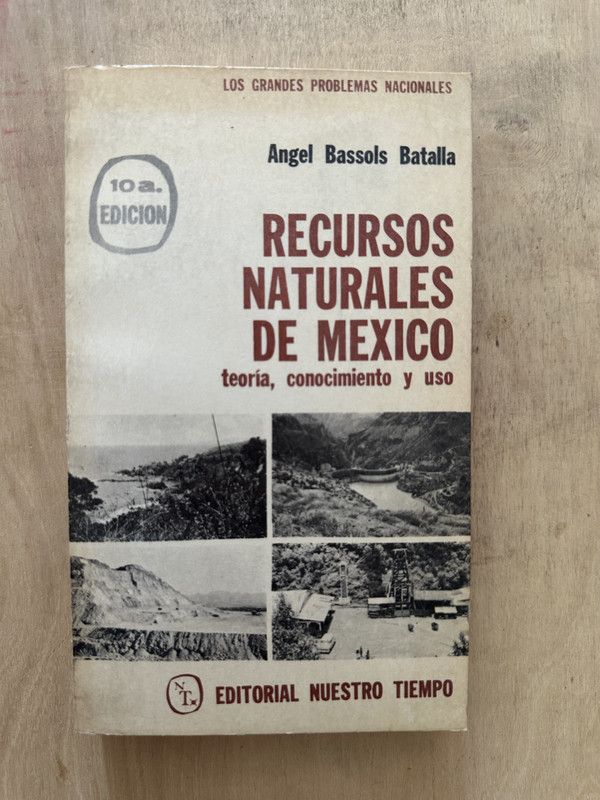 LOS GRANDES PROBLEMAS NACIONALES
Angel Bassols Batalla
10a.
EDICION
RECURSOS
NATURALES
DE MEXICO
teoría, conocimiento y uso
NT
EDITORIAL NUESTRO TIEMPO